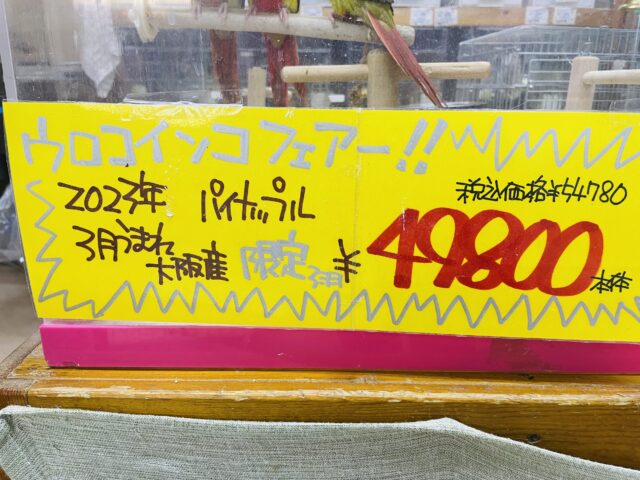 ウロコインコフェアー!!
2023年 パイナップル
税込価格¥54780
3月うまれ
大阪産 限定3月 ¥49800 本体